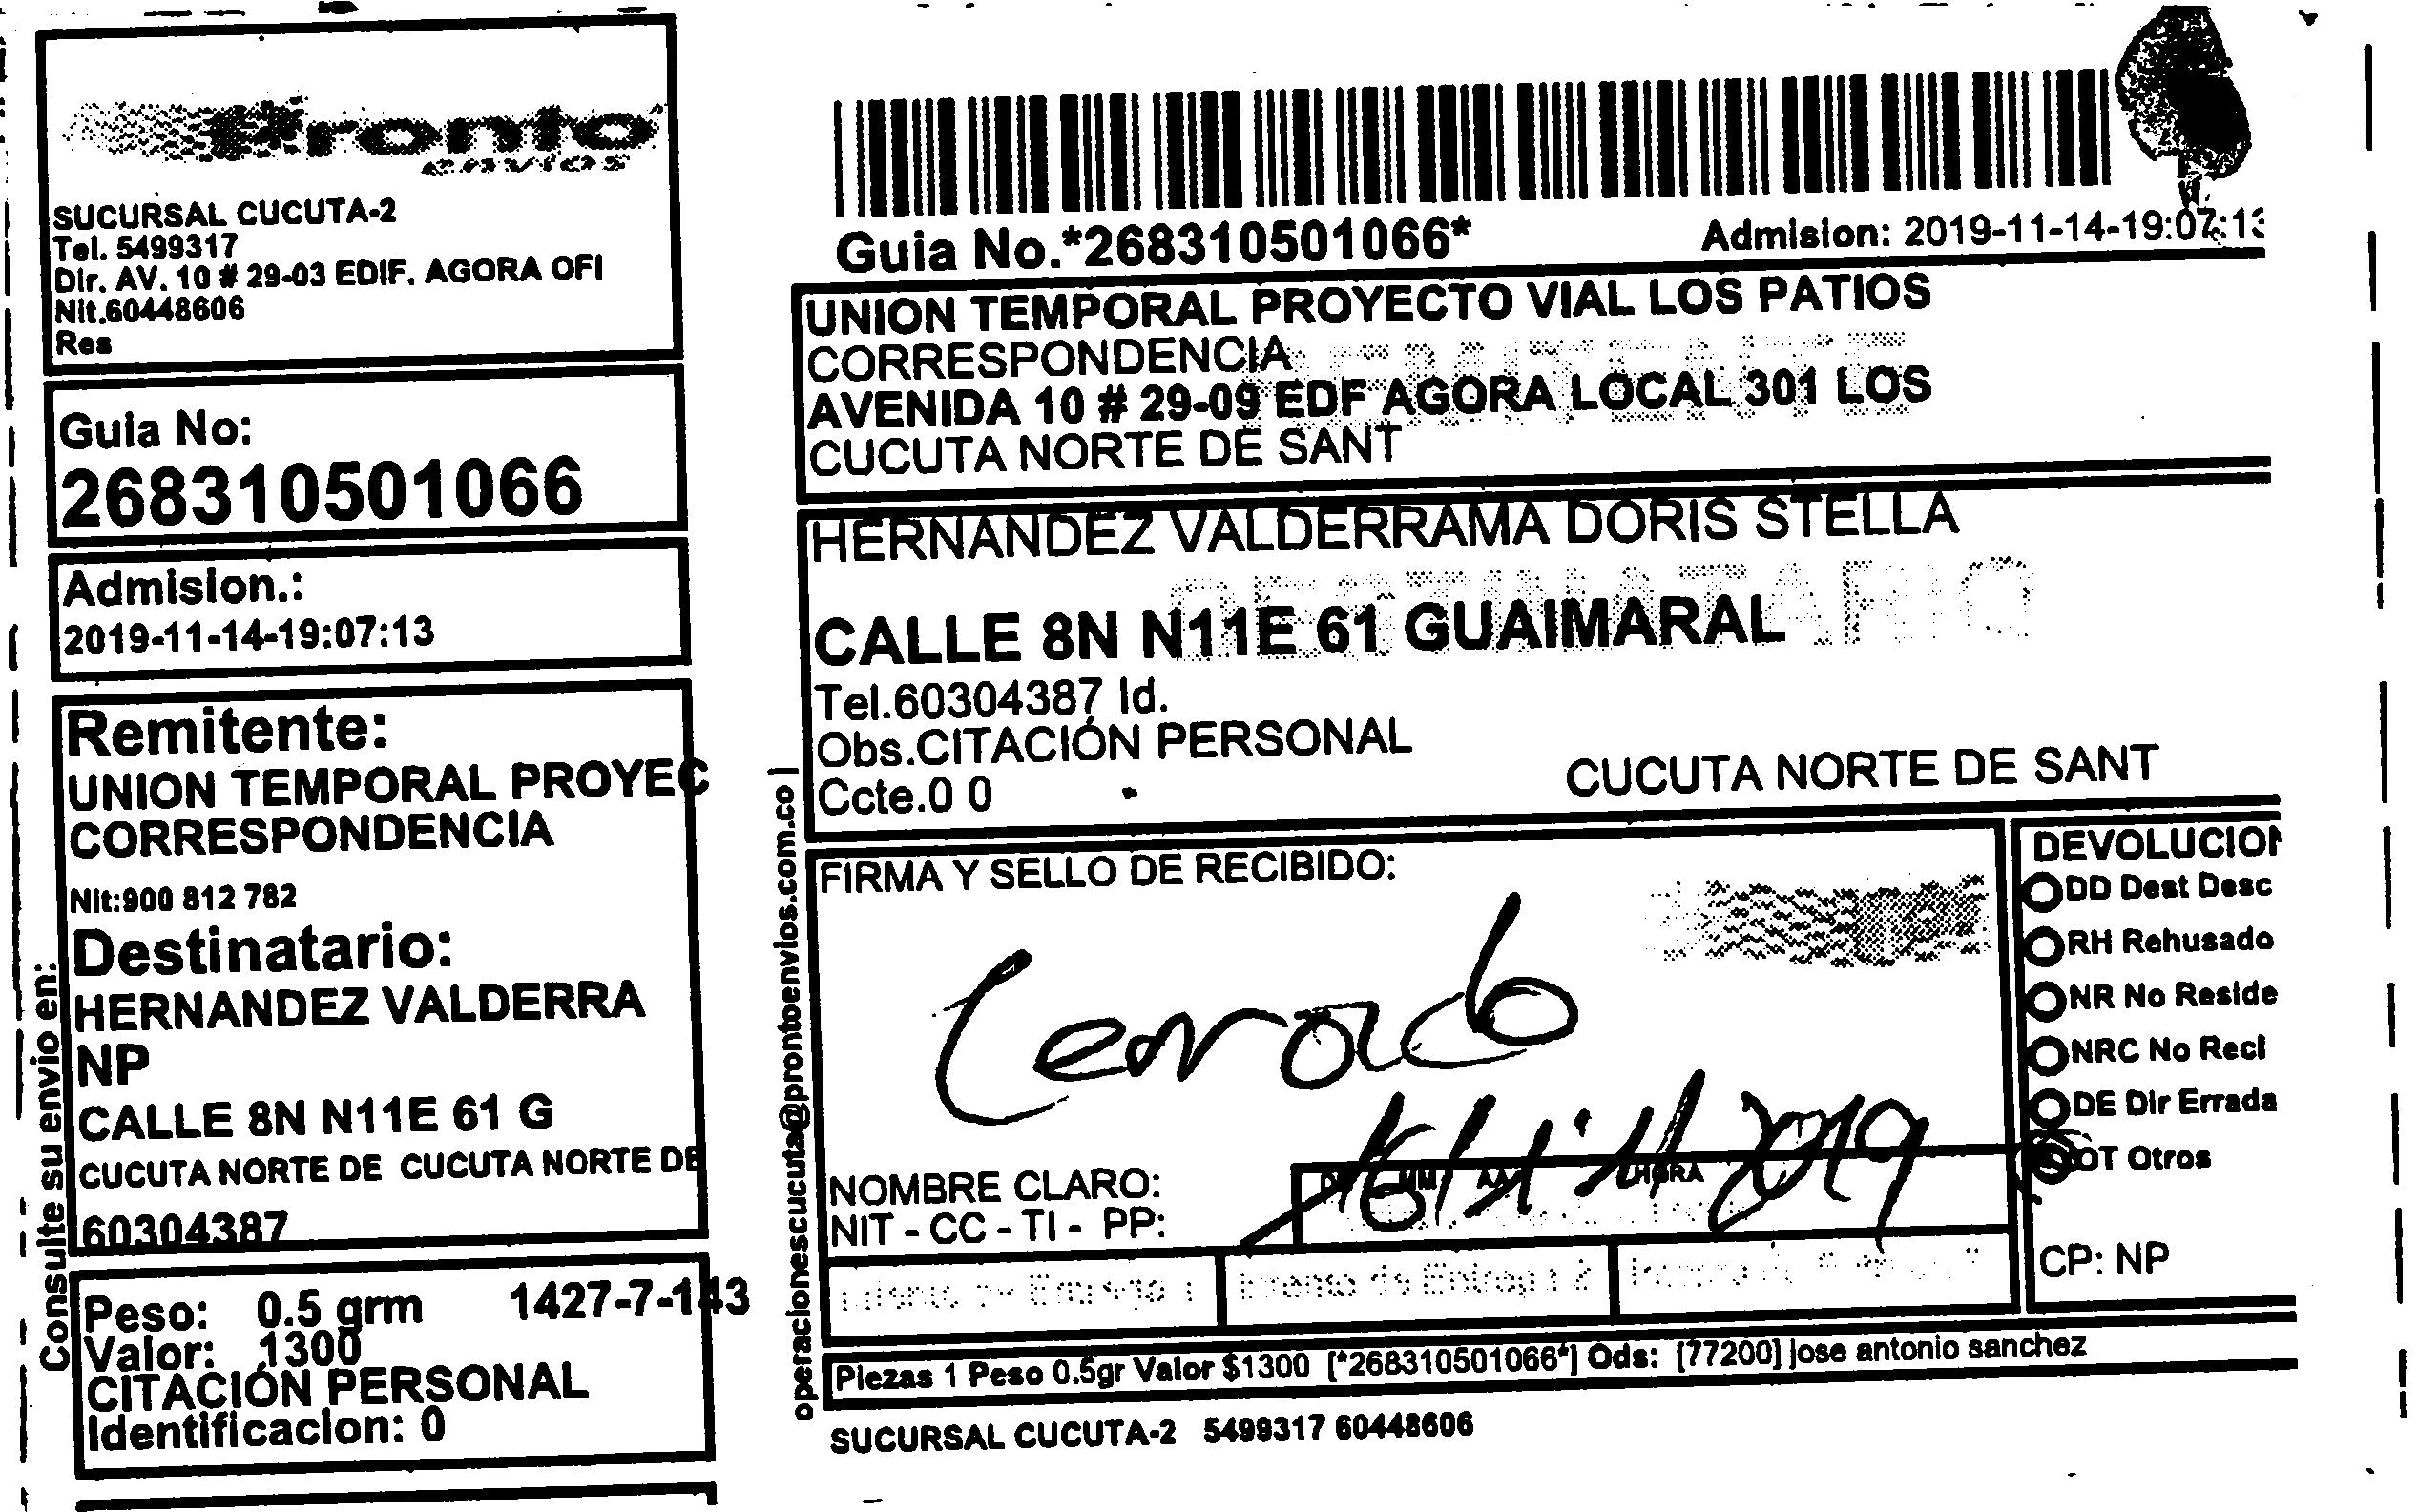 Pronto
envios
SUCURSAL CUCUTA-2
Tel. 5499317
Dir. AV. 10 # 29-03 EDIF. AGORA OFI
Nit.60448606
Res
Guia No:
268310501066
Admision.:
2019-11-14-19:07:13
Remitente:
UNION TEMPORAL PROYEC
CORRESPONDENCIA
Nit:900 812 782
Destinatario:
HERNANDEZ VALDERRA
NP
CALLE 8N N11E 61 G
CUCUTA NORTE DE CUCUTA NORTE DE
60304387
Peso: 0.5 grm 1427-7-143
Valor: 1300
CITACIÓN PERSONAL
Identificacion: 0
Consulte su envio en:
operacionescucuta@prontoenvios.com.co |
Guia No.*268310501066*
Admision: 2019-11-14-19:07:13
UNION TEMPORAL PROYECTO VIAL LOS PATIOS
CORRESPONDENCIA
REMITENTE
AVENIDA 10 # 29-09 EDF AGORA LOCAL 301 LOS
CUCUTA NORTE DE SANT
HERNANDEZ VALDERRAMA DORIS STELLA
DESTINATARIO
CALLE 8N N11E 61 GUAIMARAL
Tel.60304387 Id.
Obs.CITACIÓN PERSONAL
Ccte.0 0
CUCUTA NORTE DE SANT
FIRMA Y SELLO DE RECIBIDO:
Cerrado
NOMBRE CLARO:
NIT - CC - TI - PP:
MM AA HORA
2019
Intento de Entrega 2
DEVOLUCION
DD Dest Desc
RH Rehusado
NR No Reside
NRC No Reci
DE Dir Errada
OT Otros
CP: NP
Piezas 1 Peso 0.5gr Valor $1300 [*268310501066*] Ods: [77200] jose antonio sanchez
SUCURSAL CUCUTA-2 5499317 60448606